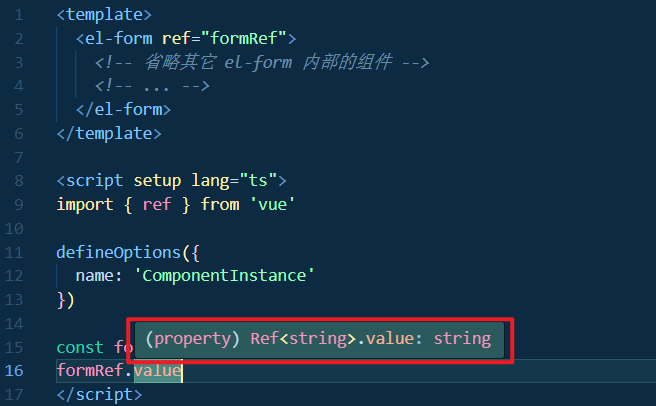 1 <template>
2 <el-form ref="formRef">
3 <!-- 省略其它 el-form 内部的组件 -->
4 <!-- ... -->
5 </el-form>
6 </template>
7
8 <script setup lang="ts">
9 import { ref } from 'vue'
10
11 defineOptions({
12 name: 'ComponentInstance'
13 })
14
(property) Ref<string>.value: string
15 const fo
16 formRef.value
17 </script>